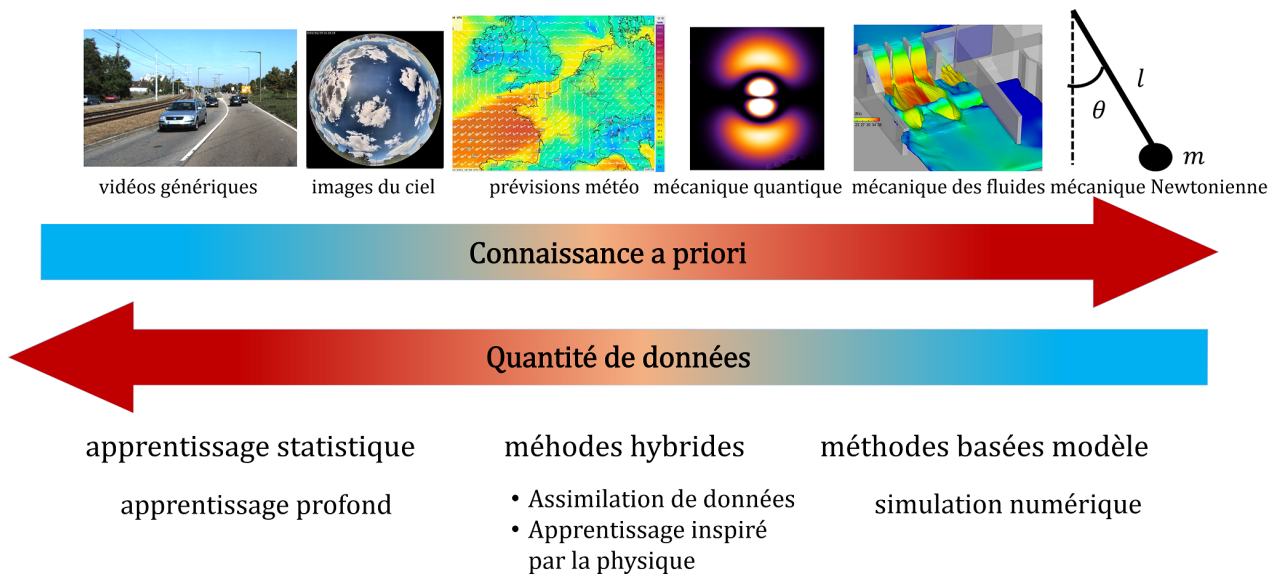 vidéos génériques
images du ciel
prévisions météo
mécanique quantique
mécanique des fluides
mécanique Newtonienne
θ
l
m
Connaissance a priori
Quantité de données
apprentissage statistique
apprentissage profond
méhodes hybrides
• Assimilation de données
• Apprentissage inspiré
par la physique
méthodes basées modèle
simulation numérique